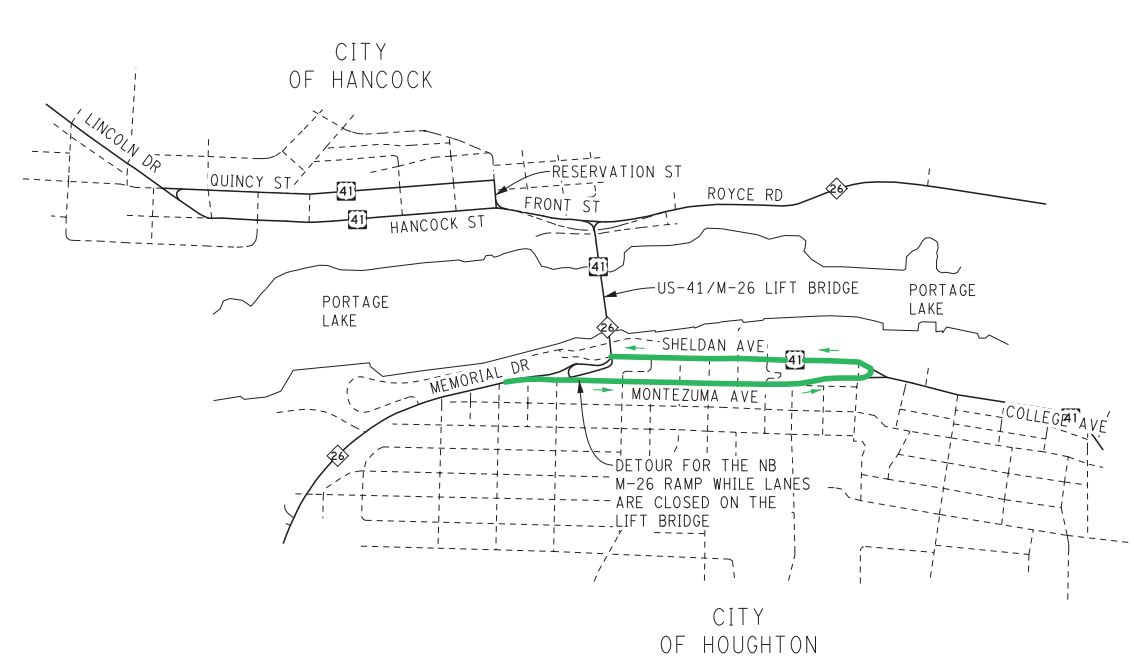 CITY
OF HANCOCK
LINCOLN DR
QUINCY ST
41
RESERVATION ST
41
HANCOCK ST
FRONT ST
ROYCE RD
26
41
US-41/M-26 LIFT BRIDGE
PORTAGE
LAKE
PORTAGE
LAKE
26
SHELDAN AVE
41
MEMORIAL DR
MONTEZUMA AVE
COLLEGE AVE
41
26
DETOUR FOR THE NB
M-26 RAMP WHILE LANES
ARE CLOSED ON THE
LIFT BRIDGE
CITY
OF HOUGHTON